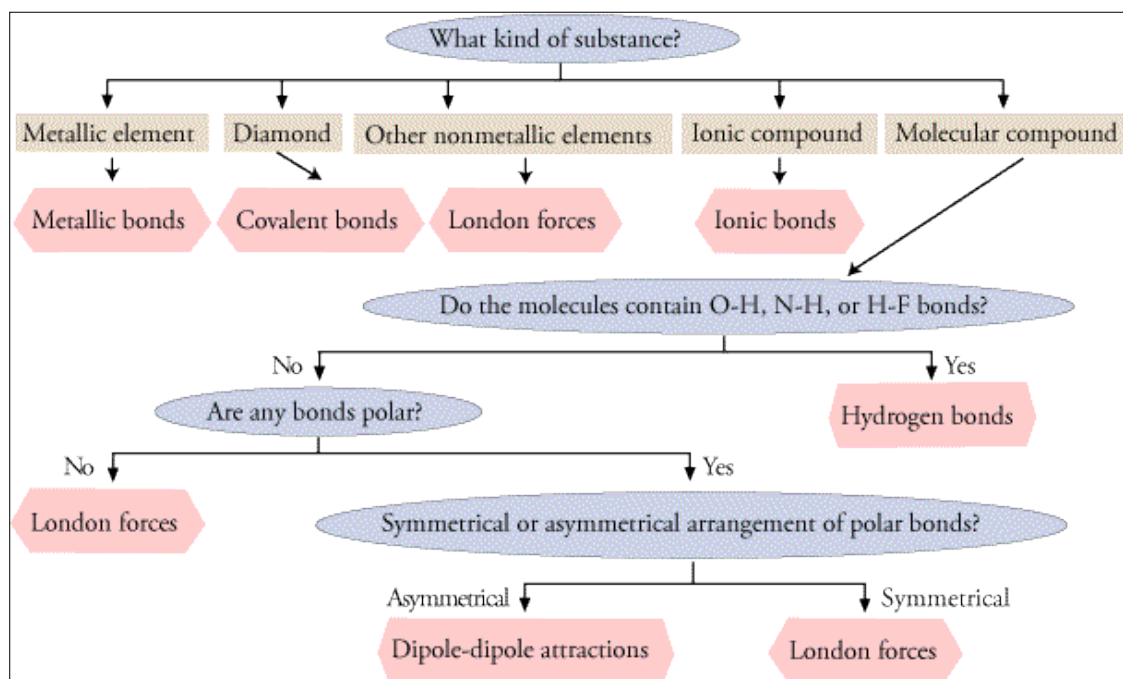 What kind of substance?
Metallic element
Diamond
Other nonmetallic elements
Ionic compound
Molecular compound
Metallic bonds
Covalent bonds
London forces
Ionic bonds
Do the molecules contain O-H, N-H, or H-F bonds?
No
Yes
Are any bonds polar?
Hydrogen bonds
No
Yes
London forces
Symmetrical or asymmetrical arrangement of polar bonds?
Asymmetrical
Symmetrical
Dipole-dipole attractions
London forces